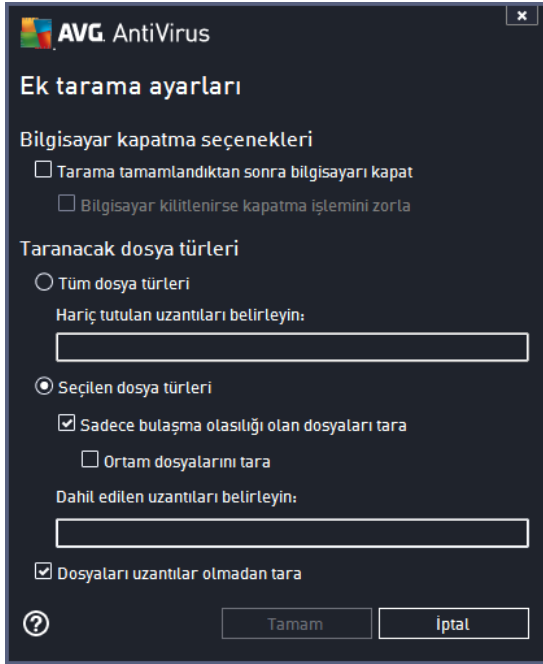 AVG. AntiVirus
Ek tarama ayarları
Bilgisayar kapatma seçenekleri
Tarama tamamlandıktan sonra bilgisayarı kapat
Bilgisayar kilitlenirse kapatma işlemini zorla
Taranacak dosya türleri
Tüm dosya türleri
Hariç tutulan uzantıları belirleyin:
Seçilen dosya türleri
Sadece bulaşma olasılığı olan dosyaları tara
Ortam dosyalarını tara
Dahil edilen uzantıları belirleyin:
Dosyaları uzantılar olmadan tara
Tamam
İptal